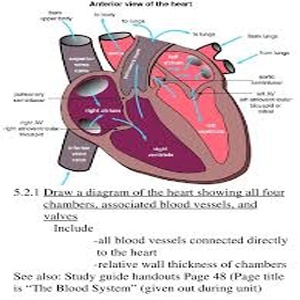 Anterior view of the heart
from
upper body
to body
to lungs
to lungs
from lungs
from lungs
superior
vena
cava
left
atrium
aortic
semilunar
pulmonary
semilunar
left AV
bicuspid or
mitral
right atrium
right AV
tricuspid
left
ventricle
right
ventricle
inferior
vena
cava
5.2.1 Draw a diagram of the heart showing all four
chambers, associated blood vessels, and
valves
Include
-all blood vessels connected directly
to the heart
-relative wall thickness of chambers
See also: Study guide handouts Page 48 (Page title
is “The Blood System” (given out during unit)